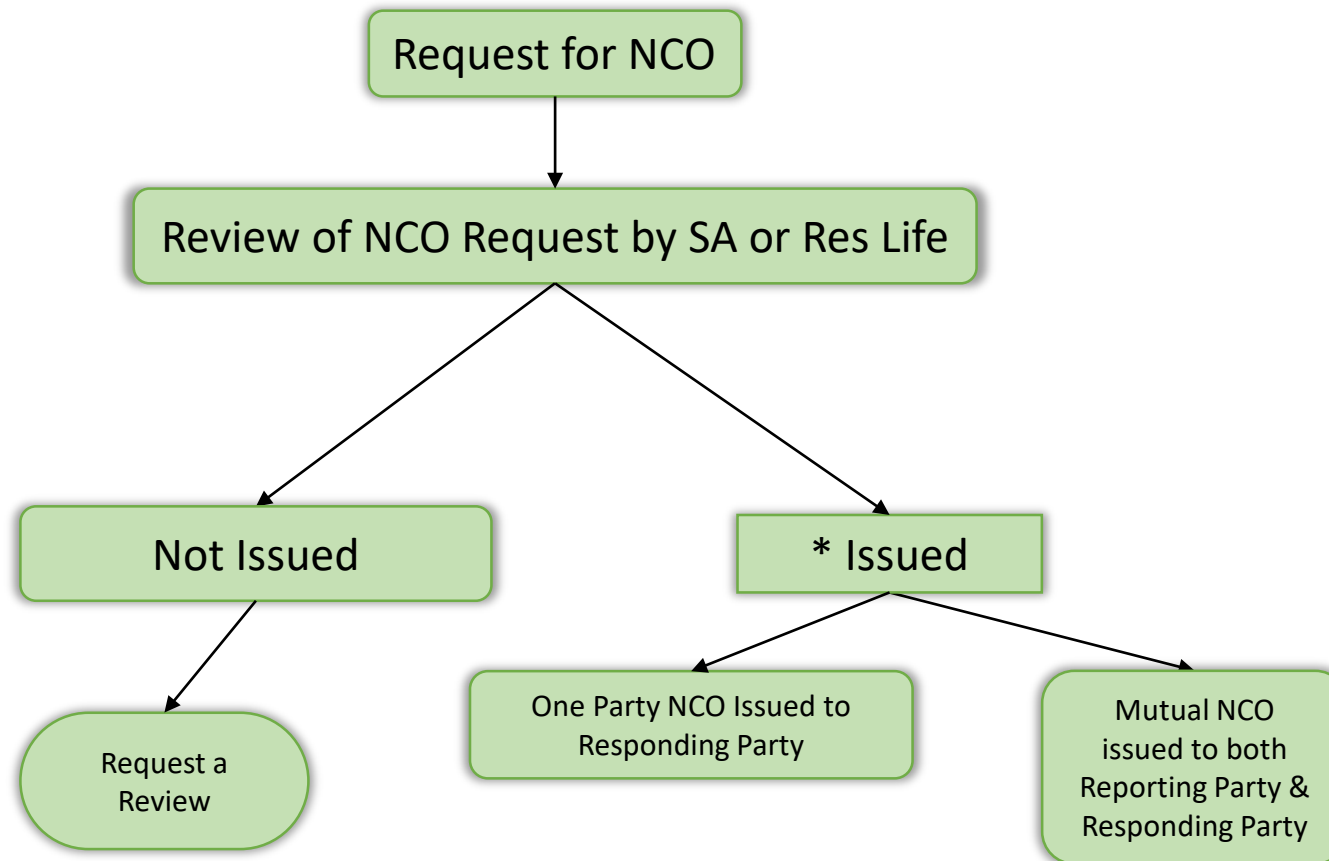 Request for NCO
Review of NCO Request by SA or Res Life
Not Issued
* Issued
One Party NCO Issued to
Responding Party
Mutual NCO
issued to both
Reporting Party &
Responding Party
Request a
Review